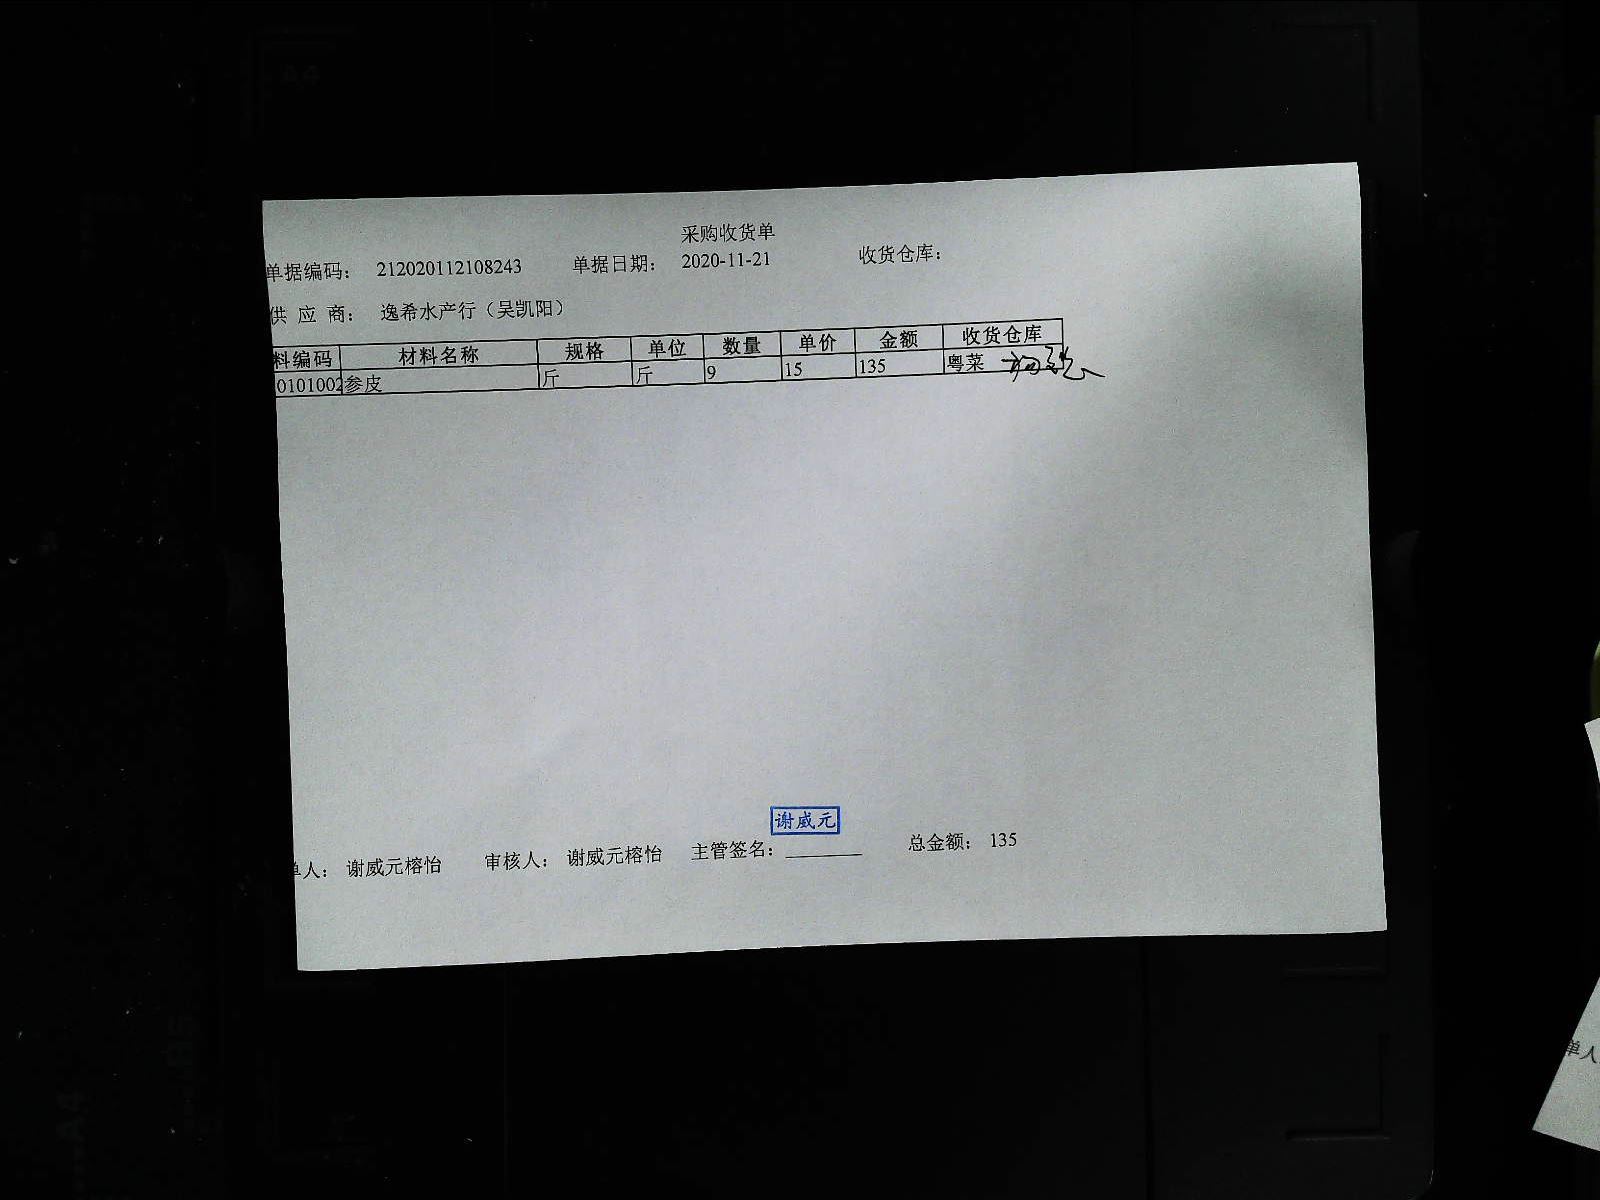 采购收货单
单据编码： 212020112108243 单据日期： 2020-11-21 收货仓库：
供 应 商： 逸希水产行（吴凯阳）
料编码 材料名称 规格 单位 数量 单价 金额 收货仓库
0101002 参皮 斤 斤 9 15 135 粤菜
谢威元
单人： 谢威元榕怡 审核人： 谢威元榕怡 主管签名： ________ 总金额： 135
单人
A4